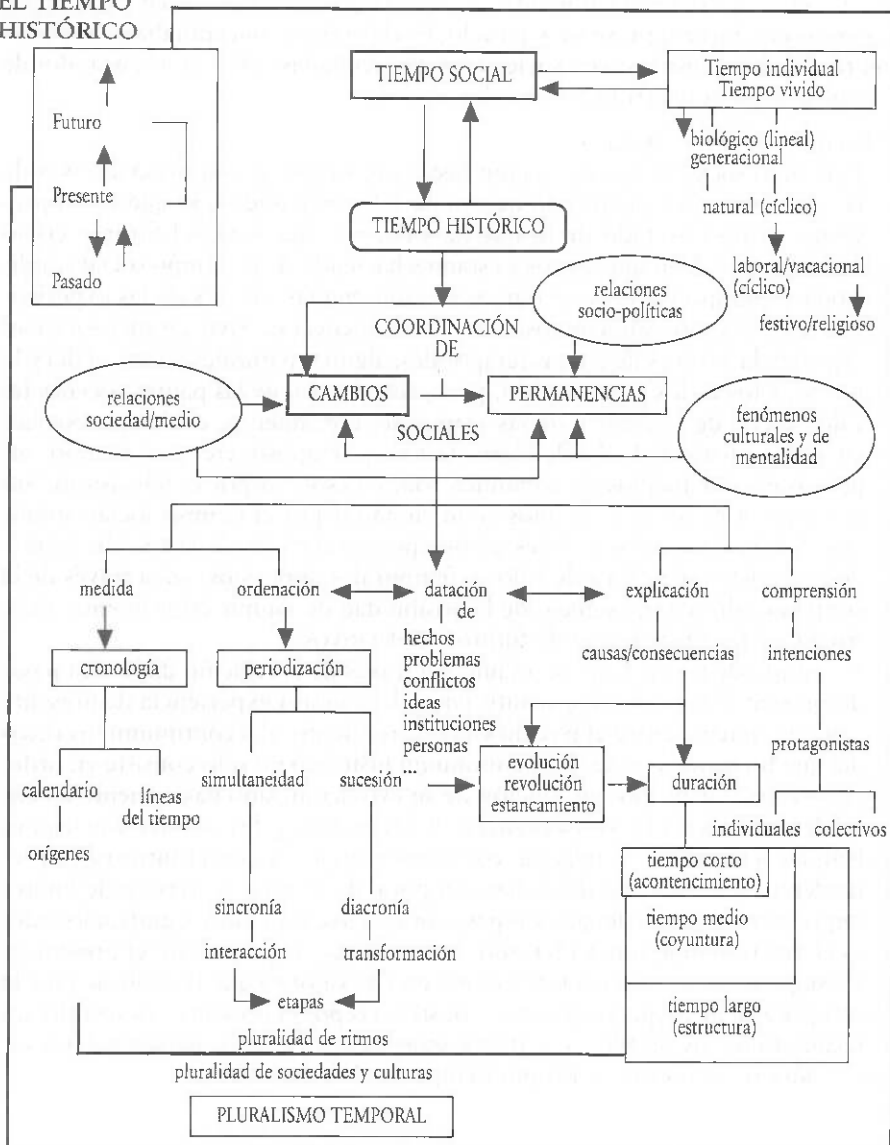 EL TIEMPO
HISTÓRICO
Futuro
Presente
Pasado
TIEMPO SOCIAL
Tiempo individual
Tiempo vivido
biológico (lineal)
generacional
natural (cíclico)
laboral/vacacional
(cíclico)
festivo/religioso
TIEMPO HISTÓRICO
relaciones
socio-políticas
COORDINACIÓN
DE
relaciones
sociedad/medio
CAMBIOS
PERMANENCIAS
SOCIALES
fenómenos
culturales y de
mentalidad
medida
ordenación
datación
de
explicación
comprensión
hechos
problemas
conflictos
ideas
instituciones
personas
...
cronología
periodización
causas/consecuencias
intenciones
calendario
líneas
del tiempo
orígenes
simultaneidad
sucesión
evolución
revolución
estancamiento
duración
protagonistas
individuales
colectivos
tiempo corto
(acontencimiento)
tiempo medio
(coyuntura)
tiempo largo
(estructura)
sincronía
diacronía
interacción
transformación
etapas
pluralidad de ritmos
pluralidad de sociedades y culturas
PLURALISMO TEMPORAL